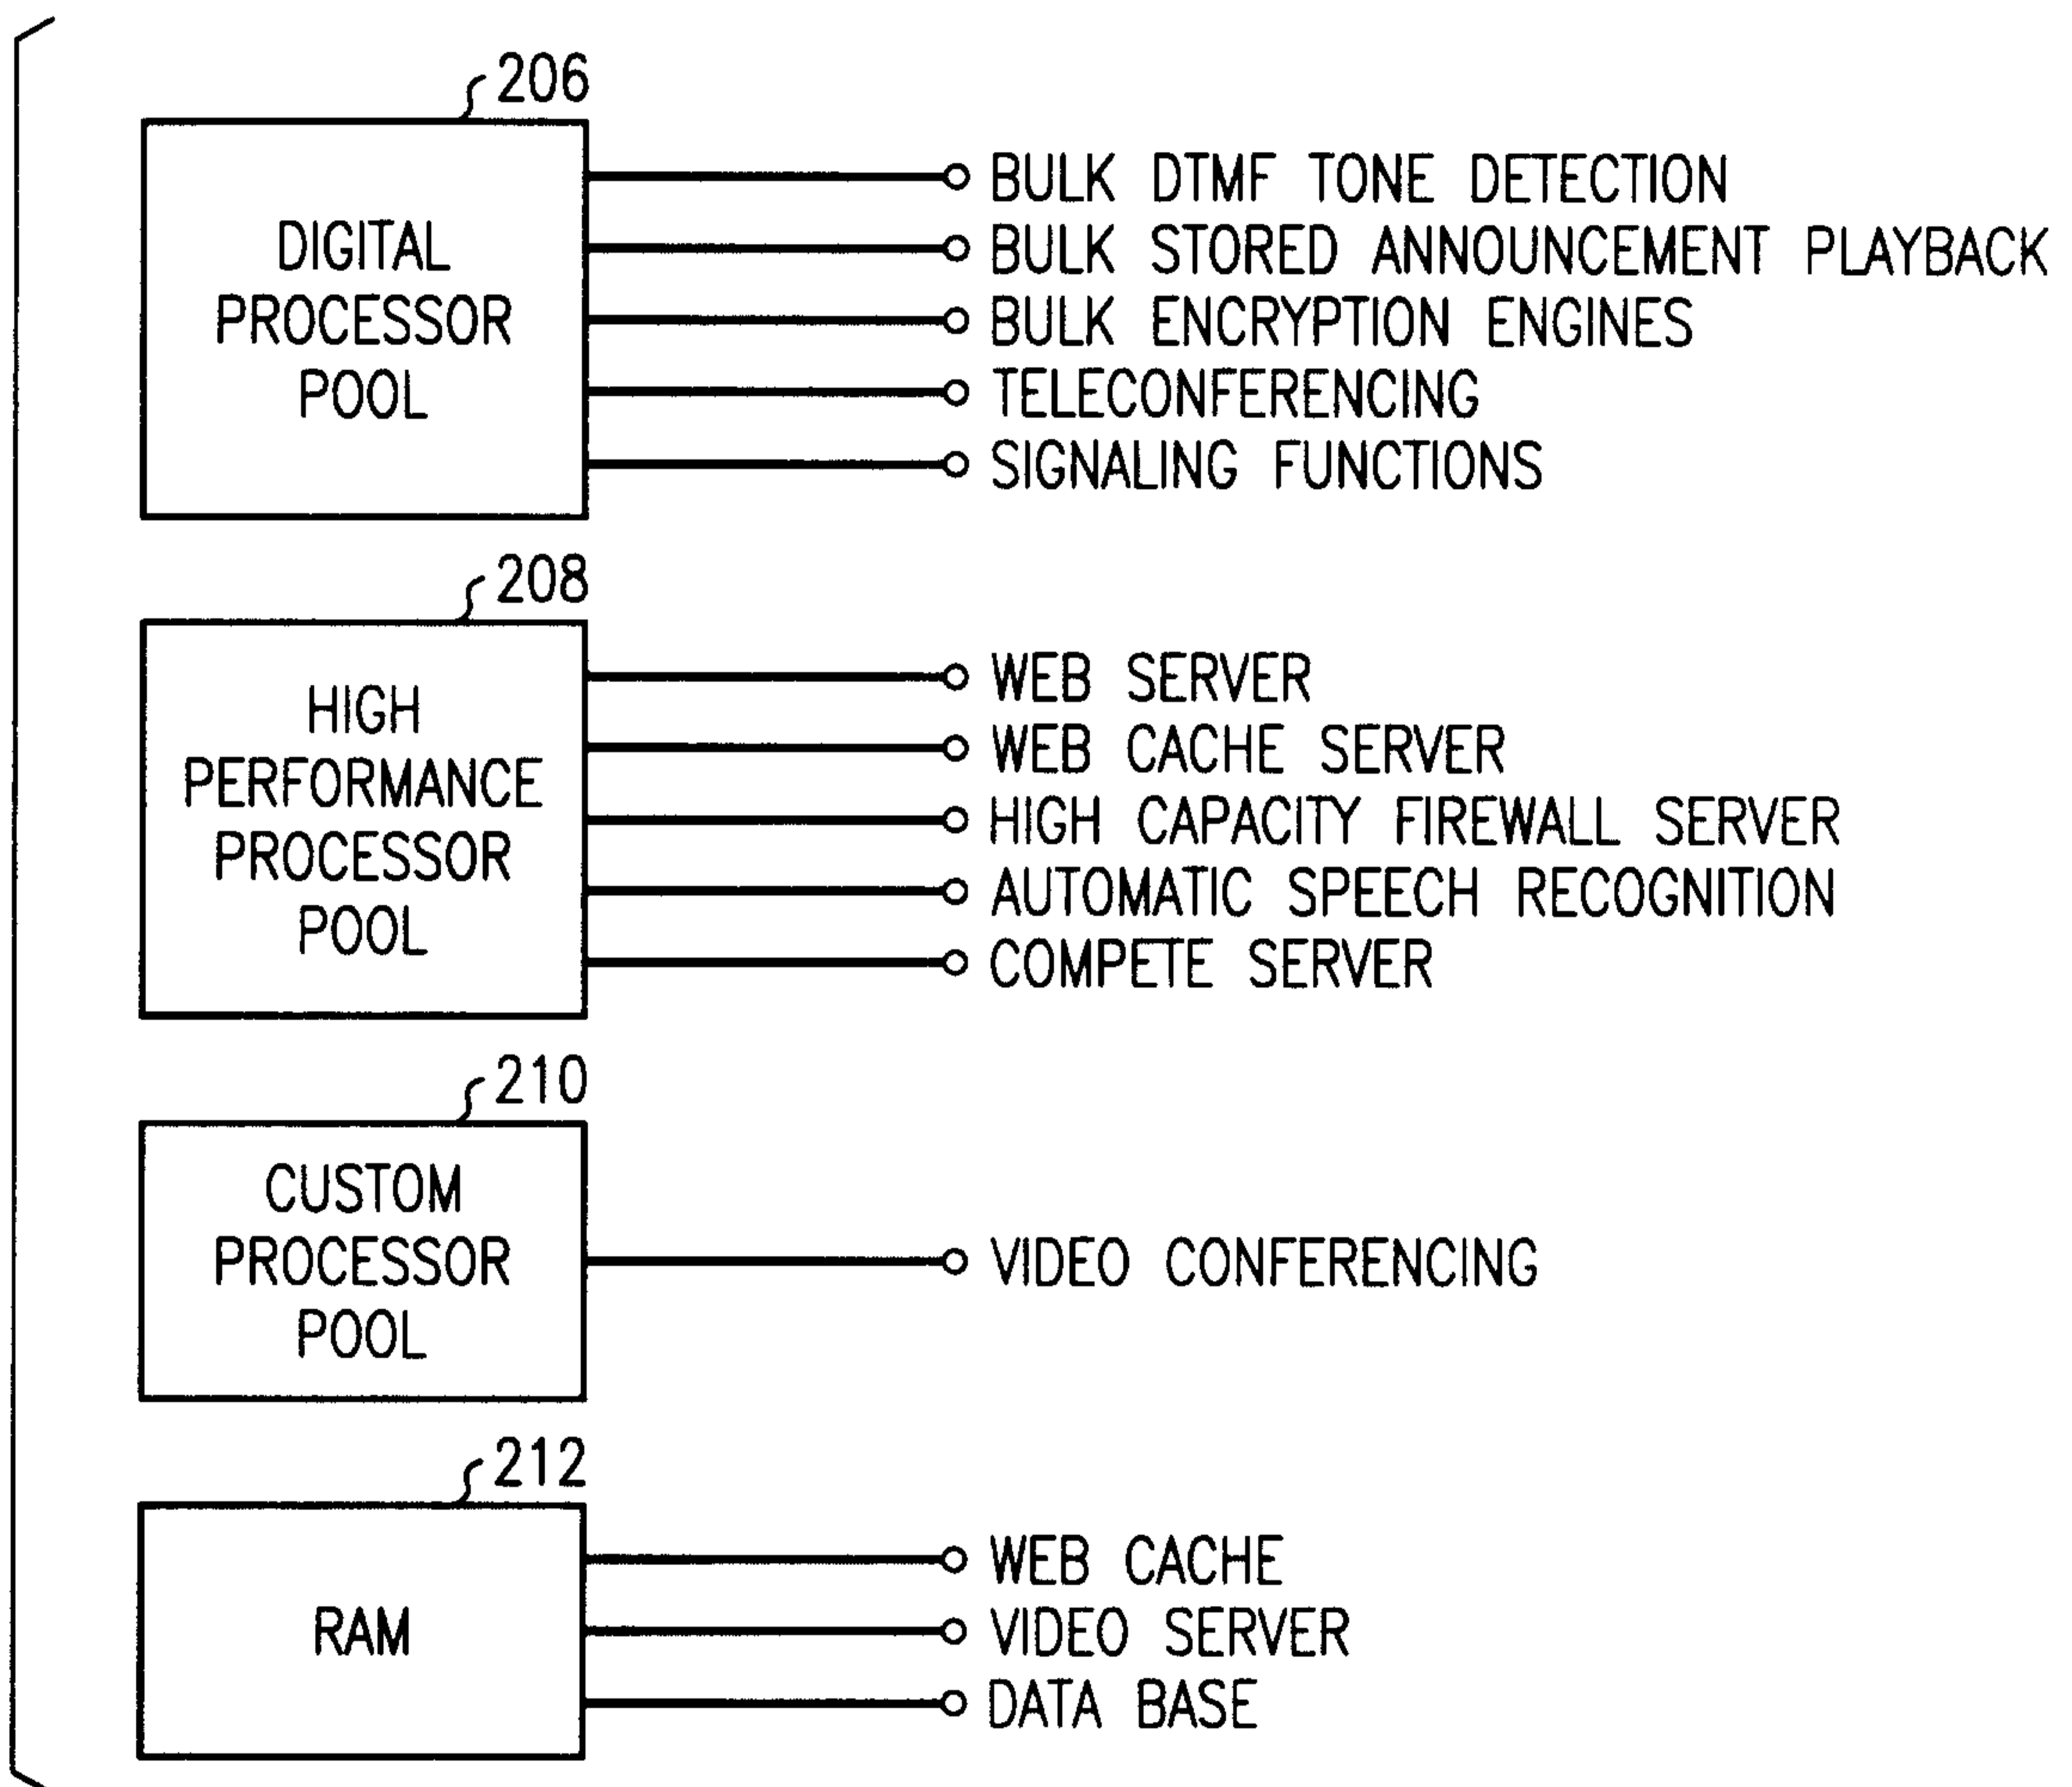 206
DIGITAL
PROCESSOR
POOL
BULK DTMF TONE DETECTION
BULK STORED ANNOUNCEMENT PLAYBACK
BULK ENCRYPTION ENGINES
TELECONFERENCING
SIGNALING FUNCTIONS
208
HIGH
PERFORMANCE
PROCESSOR
POOL
WEB SERVER
WEB CACHE SERVER
HIGH CAPACITY FIREWALL SERVER
AUTOMATIC SPEECH RECOGNITION
COMPETE SERVER
210
CUSTOM
PROCESSOR
POOL
VIDEO CONFERENCING
212
RAM
WEB CACHE
VIDEO SERVER
DATA BASE